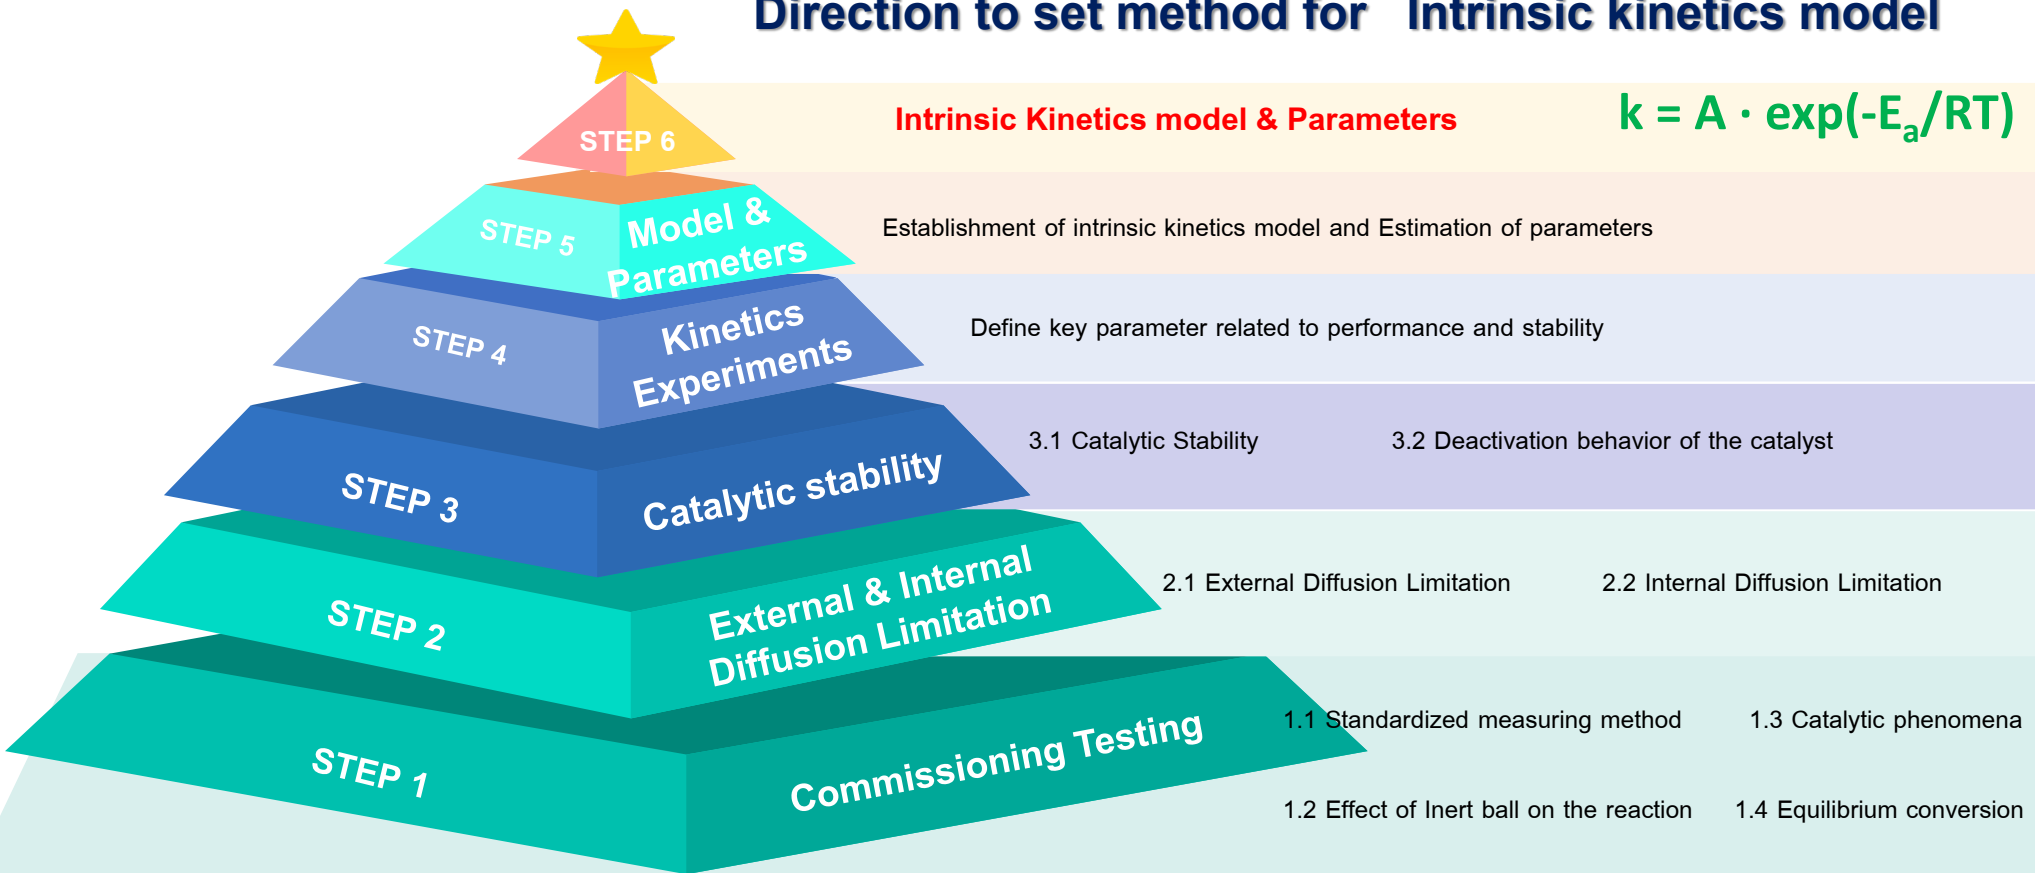 Direction to set method for Intrinsic kinetics model
STEP 6
Intrinsic Kinetics model & Parameters
k = A · exp(-Ea/RT)
STEP 5
Model &
Parameters
Establishment of intrinsic kinetics model and Estimation of parameters
STEP 4
Kinetics
Experiments
Define key parameter related to performance and stability
STEP 3
Catalytic stability
3.1 Catalytic Stability
3.2 Deactivation behavior of the catalyst
STEP 2
External & Internal
Diffusion Limitation
2.1 External Diffusion Limitation
2.2 Internal Diffusion Limitation
STEP 1
Commissioning Testing
1.1 Standardized measuring method
1.3 Catalytic phenomena
1.2 Effect of Inert ball on the reaction
1.4 Equilibrium conversion